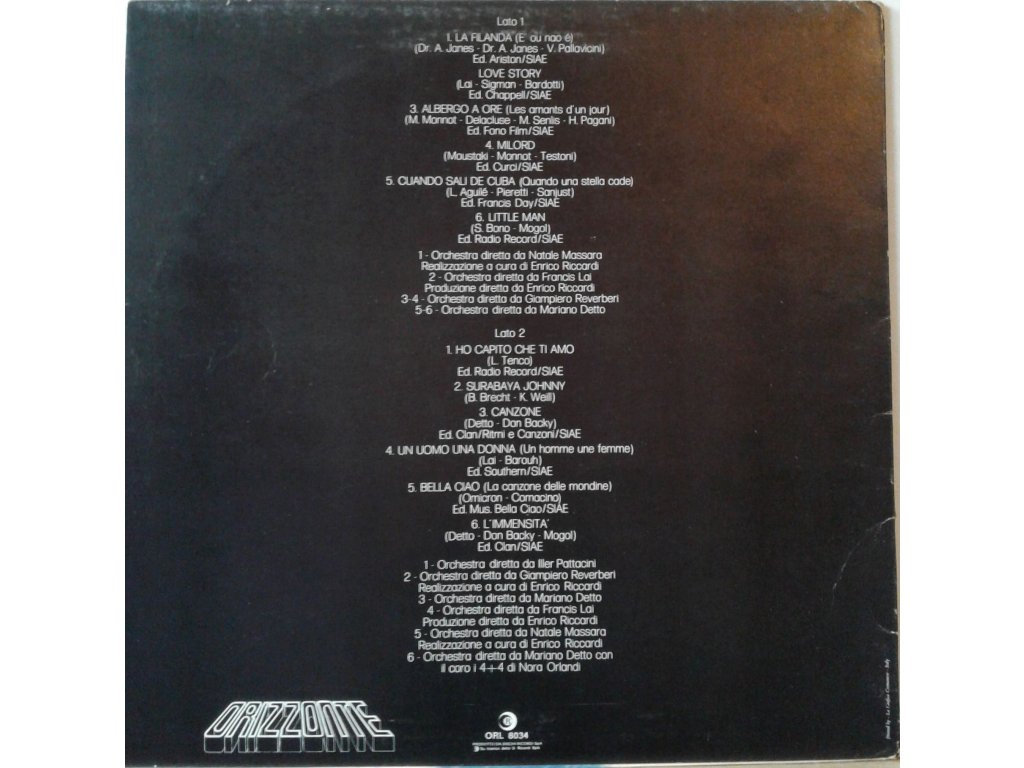 Lato 1
1. LA FILANDA (E' ou nao è)
(Dr. A. Janes - Dr. A. Janes - V. Pallavicini)
Ed. Ariston/SIAE
LOVE STORY
(Lai - Sigman - Bardotti)
Ed. Chappell/SIAE
3. ALBERGO A ORE (Les amants d'un jour)
(M. Monnot - Delacluse - M. Senlis - H. Pagani)
Ed. Fono Film/SIAE
4. MILORD
(Moustaki - Monnot - Testoni)
Ed. Curci/SIAE
5. CUANDO SALI DE CUBA (Quando una stella cade)
(L. Aguilé - Pieretti - Sanjust)
Ed. Francis Day/SIAE
6. LITTLE MAN
(S. Bono - Mogol)
Ed. Radio Record/SIAE
1 - Orchestra diretta da Natale Massara
Realizzazione a cura di Enrico Riccardi
2 - Orchestra diretta da Francis Lai
Produzione diretta da Enrico Riccardi
3-4 - Orchestra diretta da Giampiero Reverberi
5-6 - Orchestra diretta da Mariano Detto
Lato 2
1. HO CAPITO CHE TI AMO
(L. Tenco)
Ed. Radio Record/SIAE
2. SURABAYA JOHNNY
(B. Brecht - K. Weill)
3. CANZONE
(Detto - Don Backy)
Ed. Clan/Ritmi e Canzoni/SIAE
4. UN UOMO UNA DONNA (Un homme une femme)
(Lai - Barouh)
Ed. Southern/SIAE
5. BELLA CIAO (La canzone delle mondine)
(Omicron - Comacino)
Ed. Mus. Bella Ciao/SIAE
6. L'IMMENSITA'
(Detto - Don Backy - Mogol)
Ed. Clan/SIAE
1 - Orchestra diretta da Iller Pattacini
2 - Orchestra diretta da Giampiero Reverberi
Realizzazione a cura di Enrico Riccardi
3 - Orchestra diretta da Mariano Detto
4 - Orchestra diretta da Francis Lai
Produzione diretta da Enrico Riccardi
5 - Orchestra diretta da Natale Massara
Realizzazione a cura di Enrico Riccardi
6 - Orchestra diretta da Mariano Detto con
il coro i 4+4 di Nora Orlandi
ORIZZONTE
ORL 8034